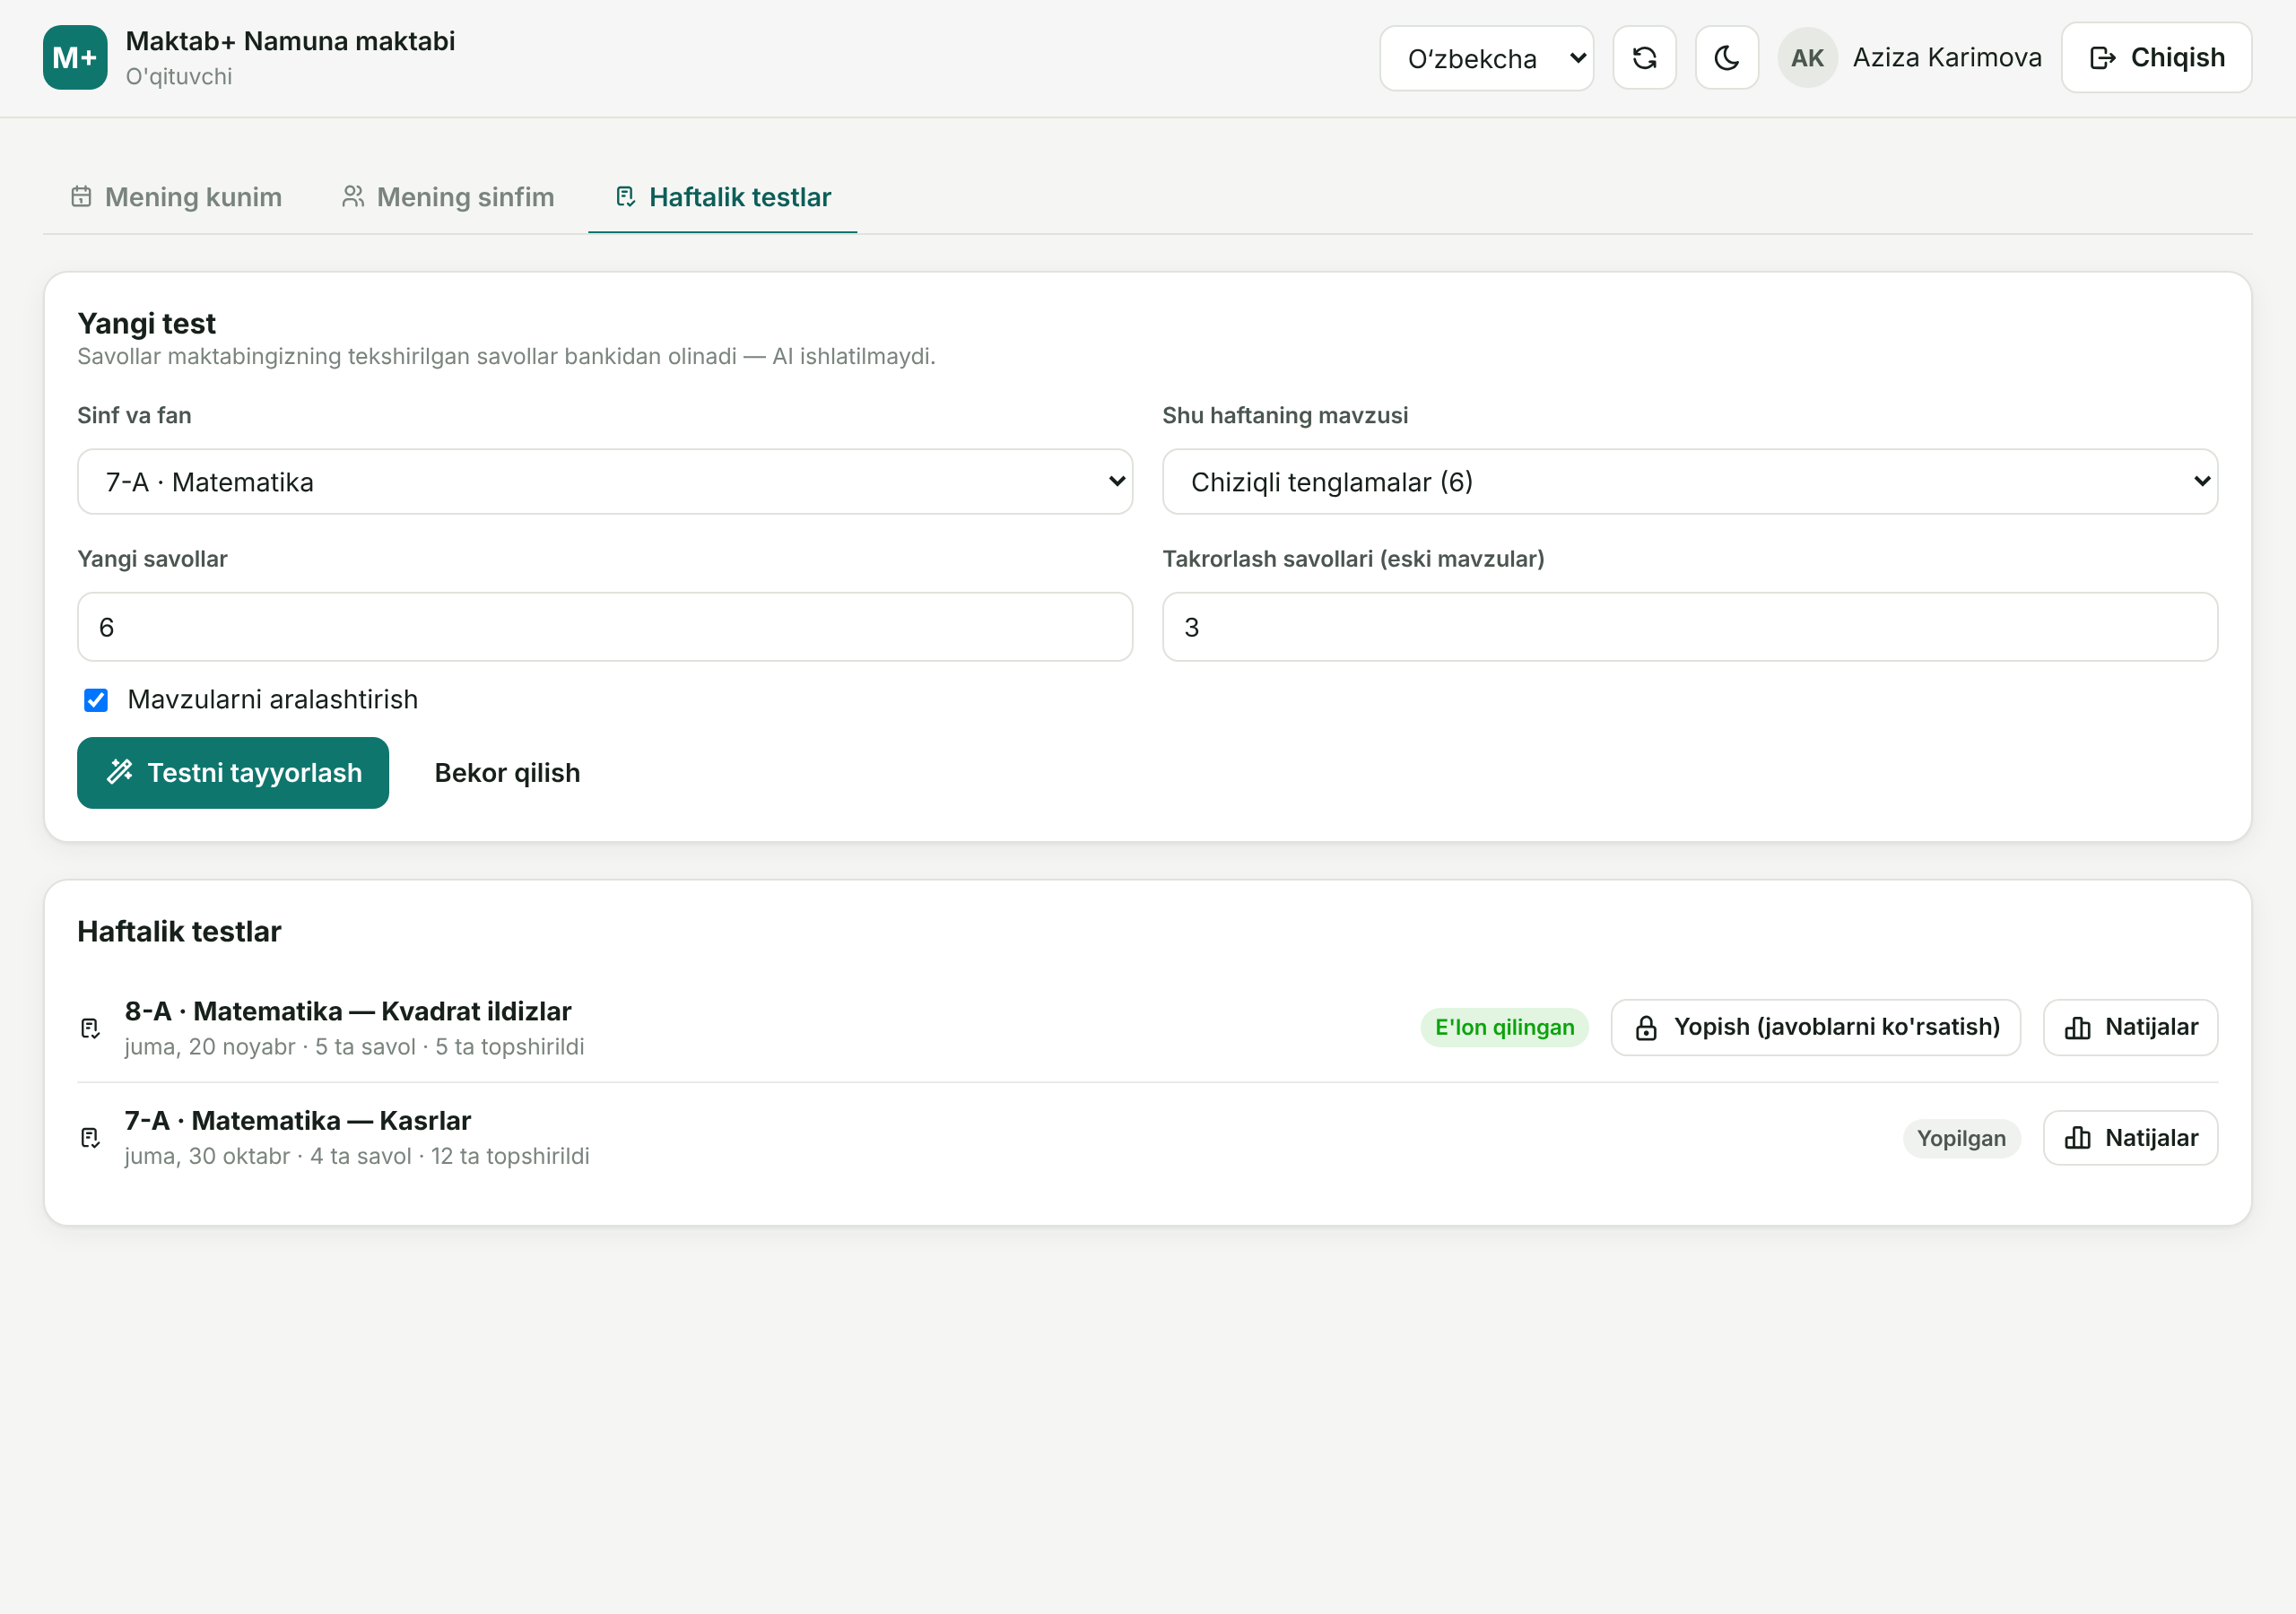 M+
Maktab+ Namuna maktabi
O'qituvchi
Oʻzbekcha
AK
Aziza Karimova
Chiqish
Mening kunim
Mening sinfim
Haftalik testlar
Yangi test
Savollar maktabingizning tekshirilgan savollar bankidan olinadi — AI ishlatilmaydi.
Sinf va fan
Shu haftaning mavzusi
7-A · Matematika
Chiziqli tenglamalar (6)
Yangi savollar
Takrorlash savollari (eski mavzular)
6
3
Mavzularni aralashtirish
Testni tayyorlash
Bekor qilish
Haftalik testlar
8-A · Matematika — Kvadrat ildizlar
juma, 20 noyabr · 5 ta savol · 5 ta topshirildi
E'lon qilingan
Yopish (javoblarni ko'rsatish)
Natijalar
7-A · Matematika — Kasrlar
juma, 30 oktabr · 4 ta savol · 12 ta topshirildi
Yopilgan
Natijalar